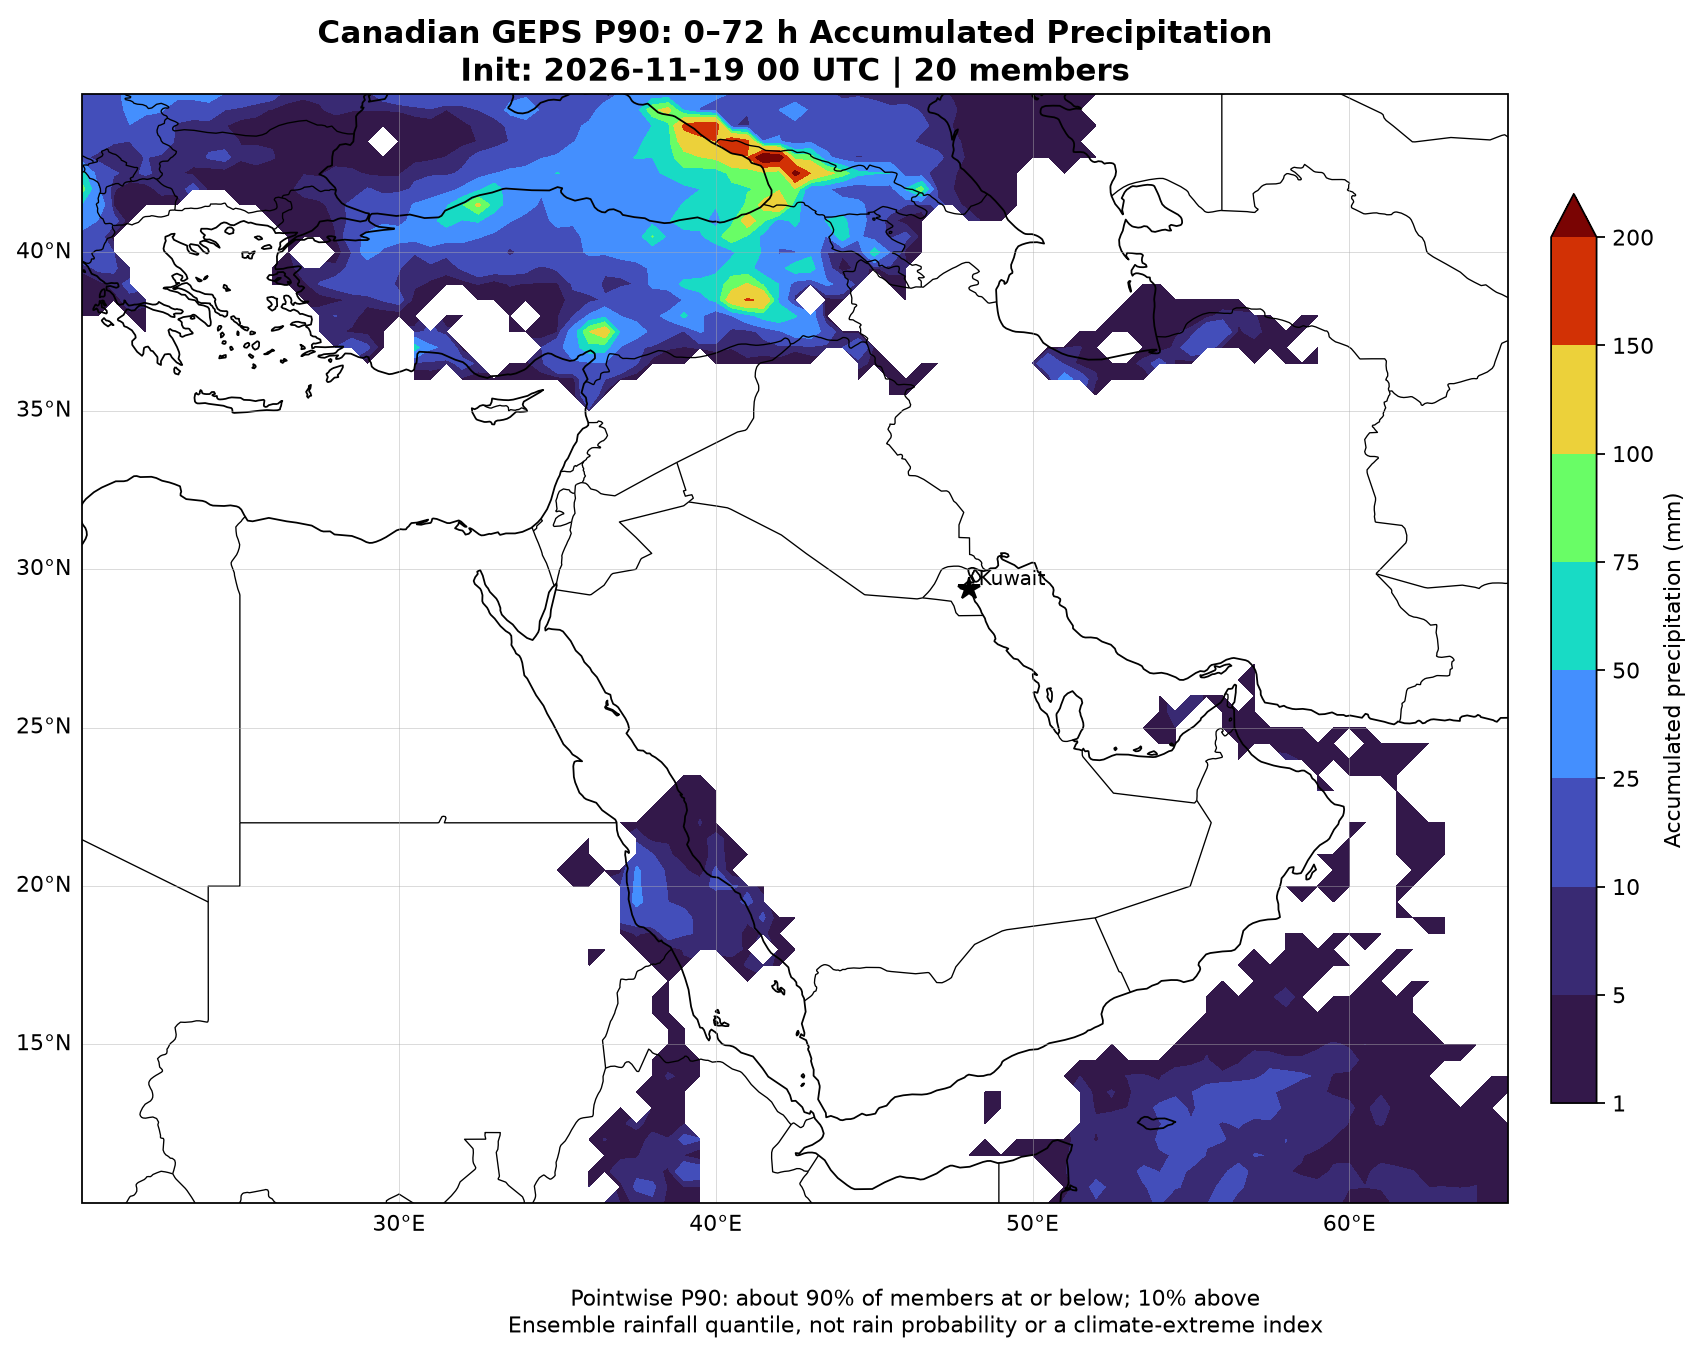 Canadian GEPS P90: 0–72 h Accumulated Precipitation
Init: 2026-11-19 00 UTC | 20 members
40°N
35°N
30°N
25°N
20°N
15°N
30°E
40°E
50°E
60°E
Kuwait
200
150
100
75
50
25
10
5
1
Accumulated precipitation (mm)
Pointwise P90: about 90% of members at or below; 10% above
Ensemble rainfall quantile, not rain probability or a climate-extreme index